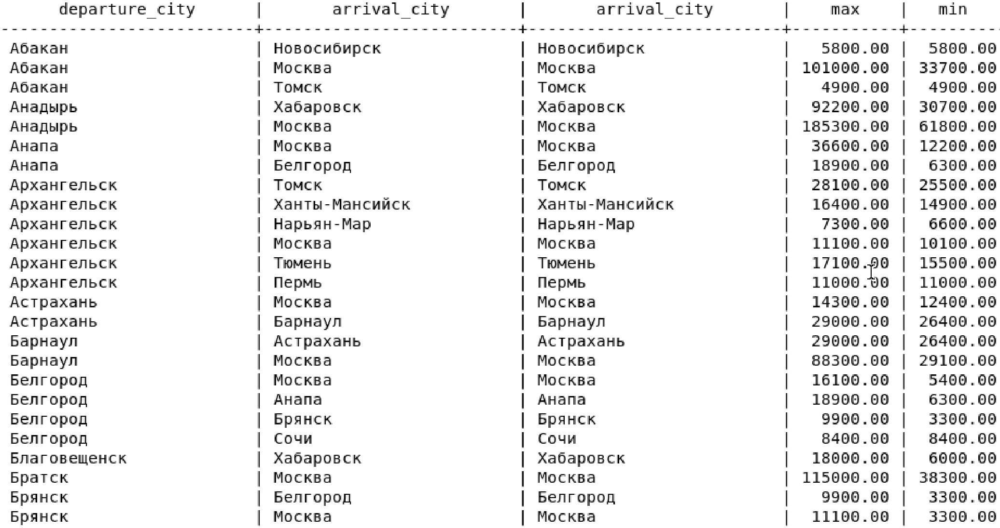 departure_city | arrival_city | arrival_city | max | min
---------------------------+---------------------------+---------------------------+------------+----------
Абакан | Новосибирск | Новосибирск | 5800.00 | 5800.00
Абакан | Москва | Москва | 101000.00 | 33700.00
Абакан | Томск | Томск | 4900.00 | 4900.00
Анадырь | Хабаровск | Хабаровск | 92200.00 | 30700.00
Анадырь | Москва | Москва | 185300.00 | 61800.00
Анапа | Москва | Москва | 36600.00 | 12200.00
Анапа | Белгород | Белгород | 18900.00 | 6300.00
Архангельск | Томск | Томск | 28100.00 | 25500.00
Архангельск | Ханты-Мансийск | Ханты-Мансийск | 16400.00 | 14900.00
Архангельск | Нарьян-Мар | Нарьян-Мар | 7300.00 | 6600.00
Архангельск | Москва | Москва | 11100.00 | 10100.00
Архангельск | Тюмень | Тюмень | 17100.00 | 15500.00
Архангельск | Пермь | Пермь | 11000.00 | 11000.00
Астрахань | Москва | Москва | 14300.00 | 12400.00
Астрахань | Барнаул | Барнаул | 29000.00 | 26400.00
Барнаул | Астрахань | Астрахань | 29000.00 | 26400.00
Барнаул | Москва | Москва | 88300.00 | 29100.00
Белгород | Москва | Москва | 16100.00 | 5400.00
Белгород | Анапа | Анапа | 18900.00 | 6300.00
Белгород | Брянск | Брянск | 9900.00 | 3300.00
Белгород | Сочи | Сочи | 8400.00 | 8400.00
Благовещенск | Хабаровск | Хабаровск | 18000.00 | 6000.00
Братск | Москва | Москва | 115000.00 | 38300.00
Брянск | Белгород | Белгород | 9900.00 | 3300.00
Брянск | Москва | Москва | 11100.00 | 3300.00